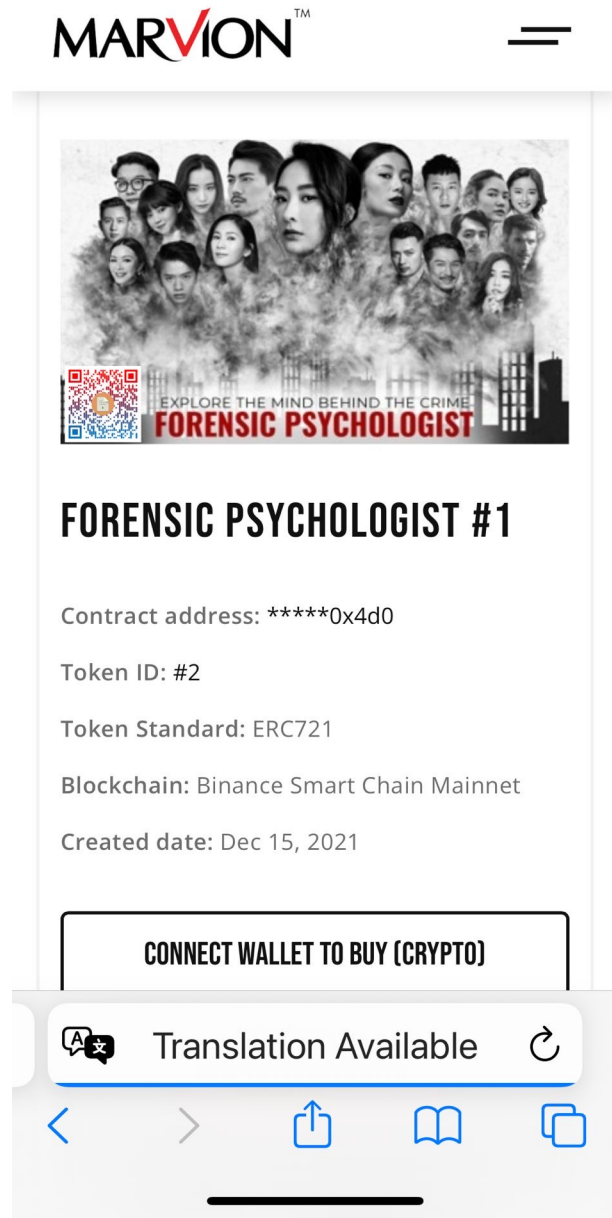 MARVION™
EXPLORE THE MIND BEHIND THE CRIME
FORENSIC PSYCHOLOGIST
FORENSIC PSYCHOLOGIST #1
Contract address: *****0x4d0
Token ID: #2
Token Standard: ERC721
Blockchain: Binance Smart Chain Mainnet
Created date: Dec 15, 2021
CONNECT WALLET TO BUY (CRYPTO)
A 文 Translation Available